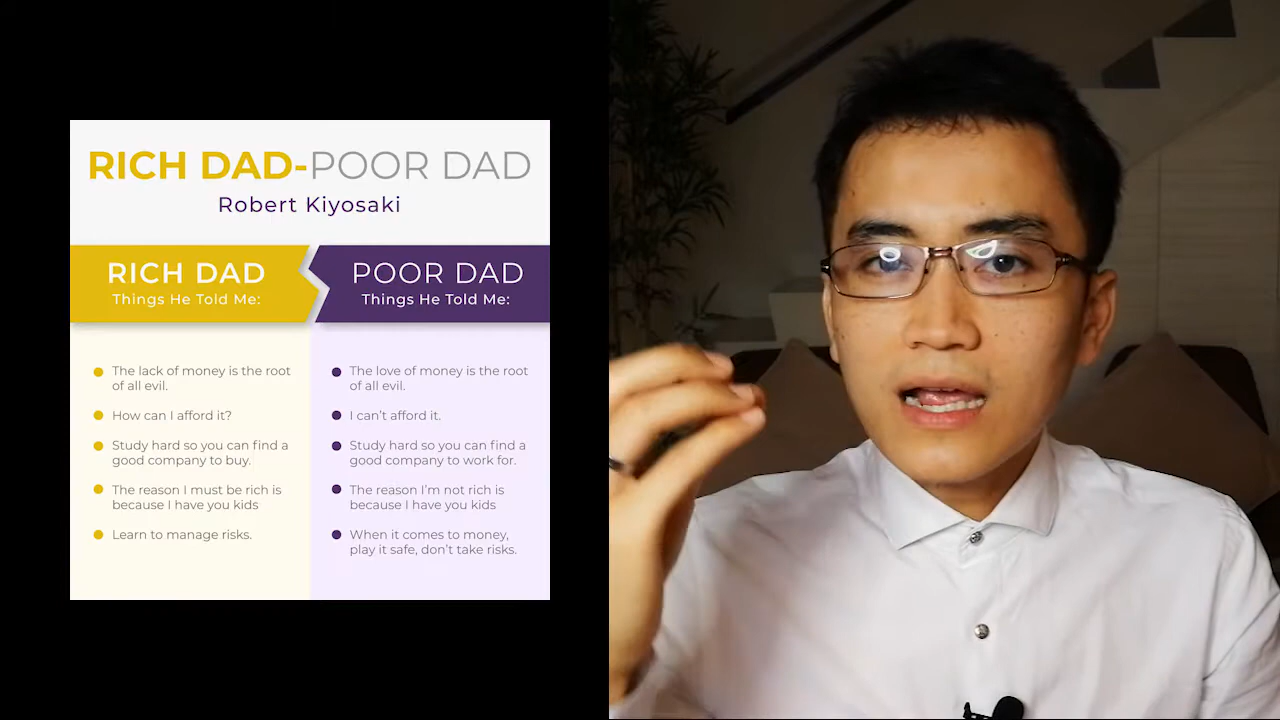 RICH DAD-POOR DAD
Robert Kiyosaki
RICH DAD
Things He Told Me:
The lack of money is the root
of all evil.
How can I afford it?
Study hard so you can find a
good company to buy.
The reason I must be rich is
because I have you kids
Learn to manage risks.
POOR DAD
Things He Told Me:
The love of money is the root
of all evil.
I can't afford it.
Study hard so you can find a
good company to work for.
The reason I'm not rich is
because I have you kids
When it comes to money,
play it safe, don't take risks.